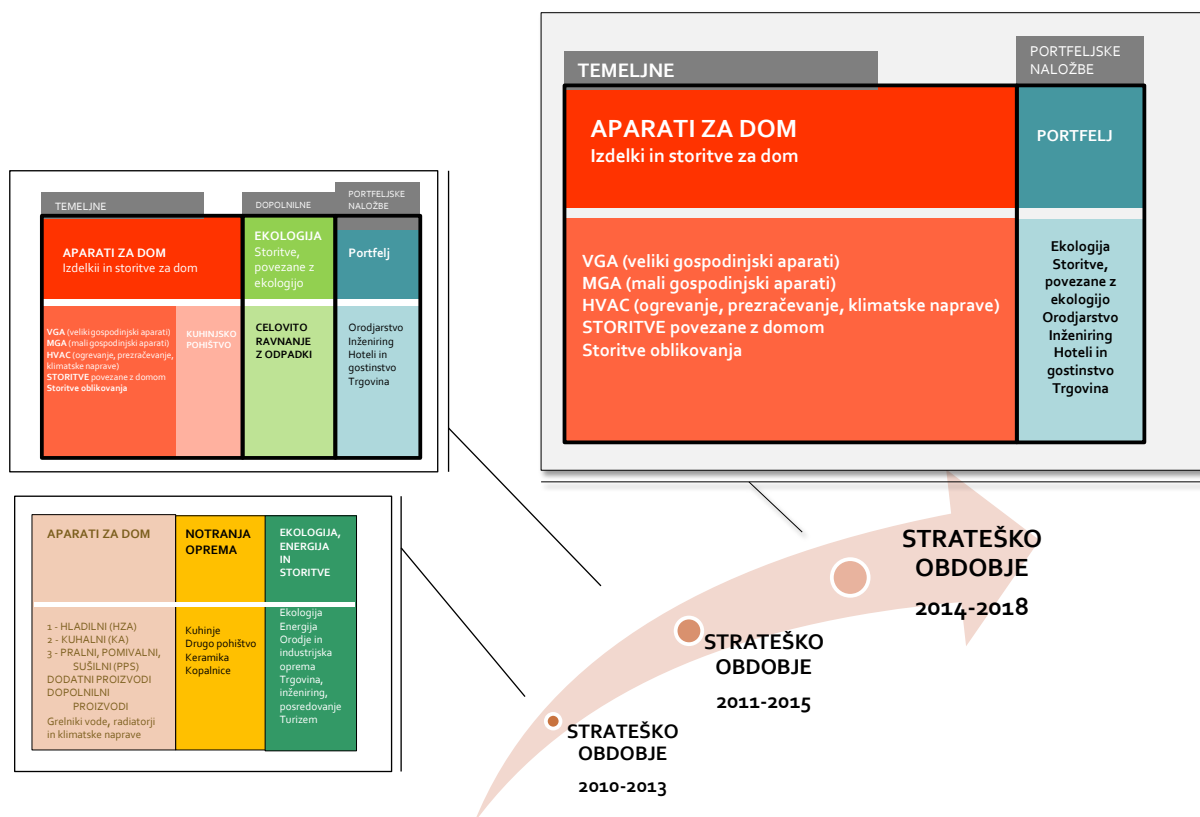 TEMELJNE
PORTFELJSKE
NALOŽBE
APARATI ZA DOM
Izdelki in storitve za dom
PORTFELJ
VGA (veliki gospodinjski aparati)
MGA (mali gospodinjski aparati)
HVAC (ogrevanje, prezračevanje, klimatske naprave)
STORITVE povezane z domom
Storitve oblikovanja
Ekologija
Storitve,
povezane z
ekologijo
Orodjarstvo
Inženiring
Hoteli in
gostinstvo
Trgovina
TEMELJNE
DOPOLNILNE
PORTFELJSKE
NALOŽBE
APARATI ZA DOM
Izdelkii in storitve za dom
EKOLOGIJA
Storitve,
povezane z
ekologijo
Portfelj
VGA (veliki gospodinjski aparati)
MGA (mali gospodinjski aparati)
HVAC (ogrevanje, prezračevanje,
klimatske naprave)
STORITVE povezane z domom
Storitve oblikovanja
KUHINJSKO
POHIŠTVO
CELOVITO
RAVNANJE
Z ODPADKI
Orodjarstvo
Inženiring
Hoteli in
gostinstvo
Trgovina
APARATI ZA DOM
NOTRANJA
OPREMA
EKOLOGIJA,
ENERGIJA
IN
STORITVE
1 - HLADILNI (HZA)
2 - KUHALNI (KA)
3 - PRALNI, POMIVALNI,
SUŠILNI (PPS)
DODATNI PROIZVODI
DOPOLNILNI
PROIZVODI
Grelniki vode, radiatorji
in klimatske naprave
Kuhinje
Drugo pohištvo
Keramika
Kopalnice
Ekologija
Energija
Orodje in
industrijska
oprema
Trgovina,
inženiring,
posredovanje
Turizem
STRATEŠKO
OBDOBJE
2014-2018
STRATEŠKO
OBDOBJE
2011-2015
STRATEŠKO
OBDOBJE
2010-2013